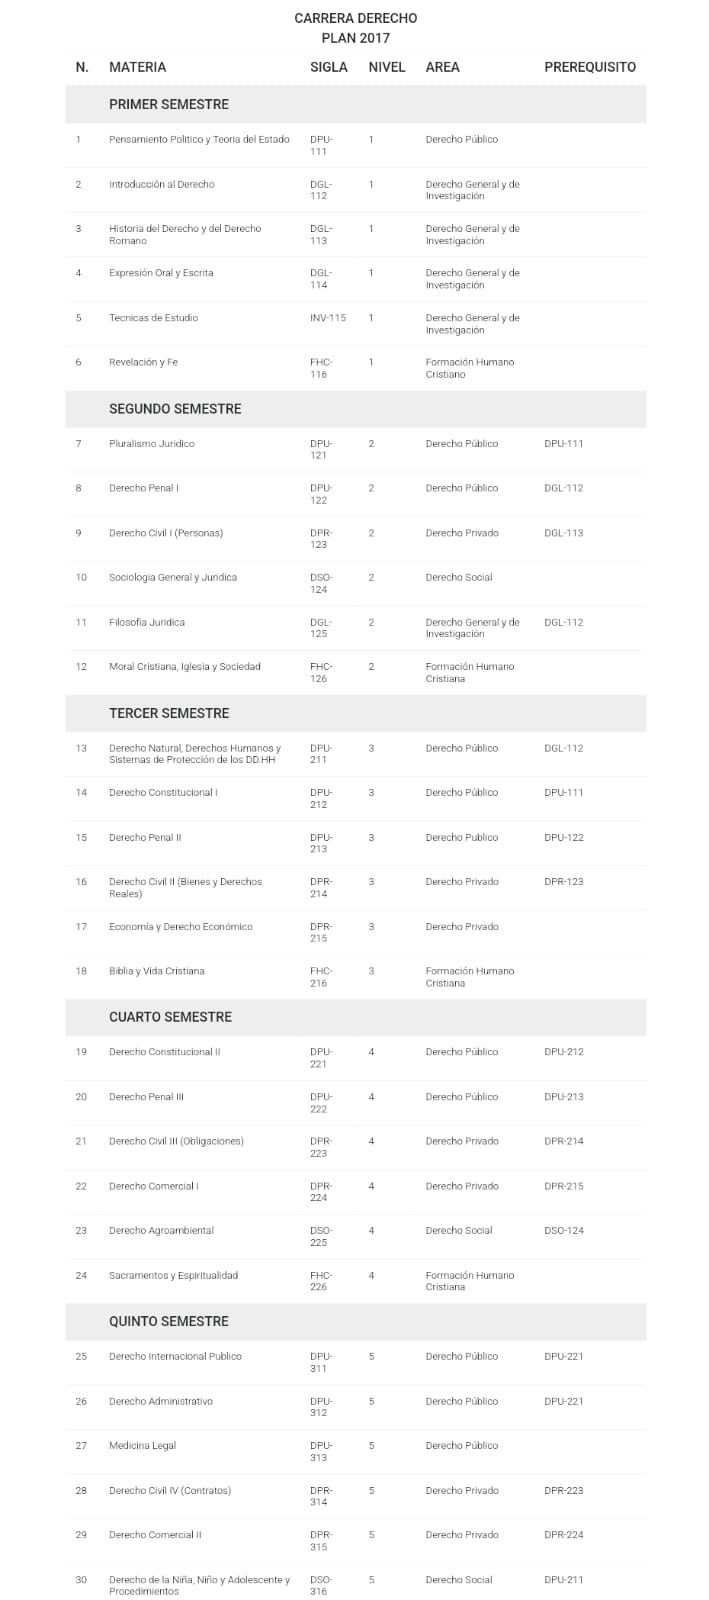 CARRERA DERECHO
PLAN 2017
N. MATERIA SIGLA NIVEL AREA PREREQUISITO
PRIMER SEMESTRE
1 Pensamiento Politico y Teoria del Estado DPU-111 1 Derecho Público
2 Introducción al Derecho DGL-112 1 Derecho General y de Investigación
3 Historia del Derecho y del Derecho Romano DGL-113 1 Derecho General y de Investigación
4 Expresión Oral y Escrita DGL-114 1 Derecho General y de Investigación
5 Tecnicas de Estudio INV-115 1 Derecho General y de Investigación
6 Revelación y Fe FHC-116 1 Formación Humano Cristiano
SEGUNDO SEMESTRE
7 Pluralismo Juridico DPU-121 2 Derecho Público DPU-111
8 Derecho Penal I DPU-122 2 Derecho Público DGL-112
9 Derecho Civil I (Personas) DPR-123 2 Derecho Privado DGL-113
10 Sociologia General y Juridica DSO-124 2 Derecho Social
11 Filosofia Juridica DGL-125 2 Derecho General y de Investigación DGL-112
12 Moral Cristiana, Iglesia y Sociedad FHC-126 2 Formación Humano Cristiana
TERCER SEMESTRE
13 Derecho Natural, Derechos Humanos y Sistemas de Protección de los DD.HH DPU-211 3 Derecho Público DGL-112
14 Derecho Constitucional I DPU-212 3 Derecho Público DPU-111
15 Derecho Penal II DPU-213 3 Derecho Publico DPU-122
16 Derecho Civil II (Bienes y Derechos Reales) DPR-214 3 Derecho Privado DPR-123
17 Economía y Derecho Económico DPR-215 3 Derecho Privado
18 Biblia y Vida Cristiana FHC-216 3 Formación Humano Cristiana
CUARTO SEMESTRE
19 Derecho Constitucional II DPU-221 4 Derecho Público DPU-212
20 Derecho Penal III DPU-222 4 Derecho Público DPU-213
21 Derecho Civil III (Obligaciones) DPR-223 4 Derecho Privado DPR-214
22 Derecho Comercial I DPR-224 4 Derecho Privado DPR-215
23 Derecho Agroambiental DSO-225 4 Derecho Social DSO-124
24 Sacramentos y Espiritualidad FHC-226 4 Formación Humano Cristiana
QUINTO SEMESTRE
25 Derecho Internacional Publico DPU-311 5 Derecho Público DPU-221
26 Derecho Administrativo DPU-312 5 Derecho Público DPU-221
27 Medicina Legal DPU-313 5 Derecho Público
28 Derecho Civil IV (Contratos) DPR-314 5 Derecho Privado DPR-223
29 Derecho Comercial II DPR-315 5 Derecho Privado DPR-224
30 Derecho de la Niña, Niño y Adolescente y Procedimientos DSO-316 5 Derecho Social DPU-211